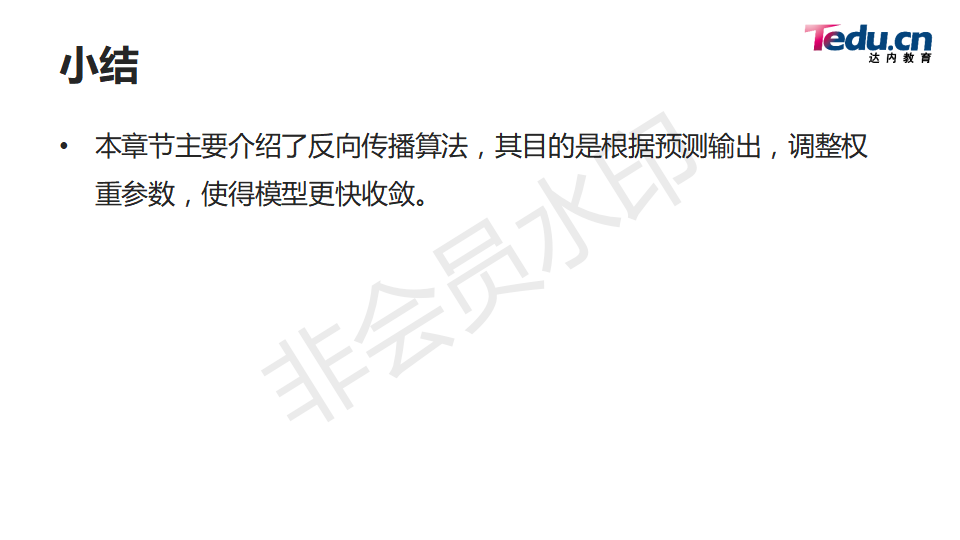 Tedu.cn
达内教育
小结
• 本章节主要介绍了反向传播算法，其目的是根据预测输出，调整权
重参数，使得模型更快收敛。
非会员水印